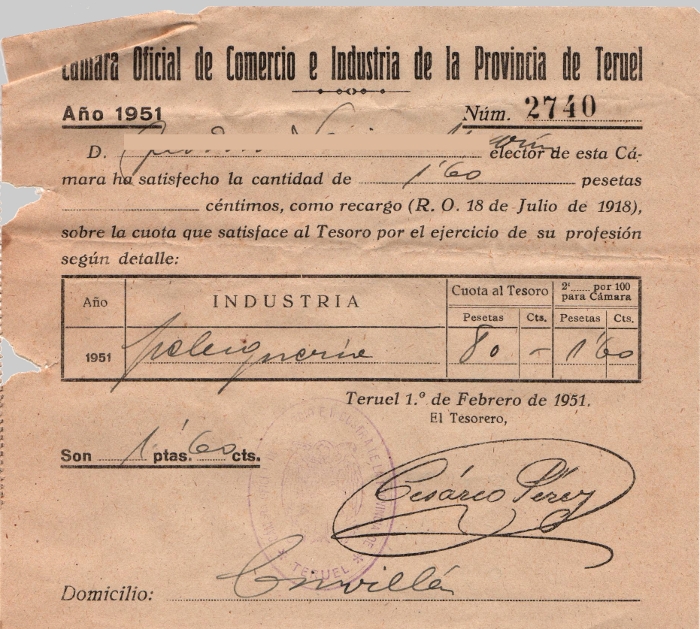 Cámara Oficial de Comercio e Industria de la Provincia de Teruel
Año 1951 Núm. 2740
D. elector de esta Cá-
mara ha satisfecho la cantidad de 1'60 pesetas
céntimos, como recargo (R. O. 18 de Julio de 1918),
sobre la cuota que satisface al Tesoro por el ejercicio de su profesión
según detalle:
Año INDUSTRIA Cuota al Tesoro 2 por 100 para Cámara
Pesetas Cts. Pesetas Cts.
1951 peluquería 80 - 1'60
Teruel 1.º de Febrero de 1951.
El Tesorero,
Son 1 ptas. '60 cts.
Cesáreo Pérez
TERUEL
Domicilio: